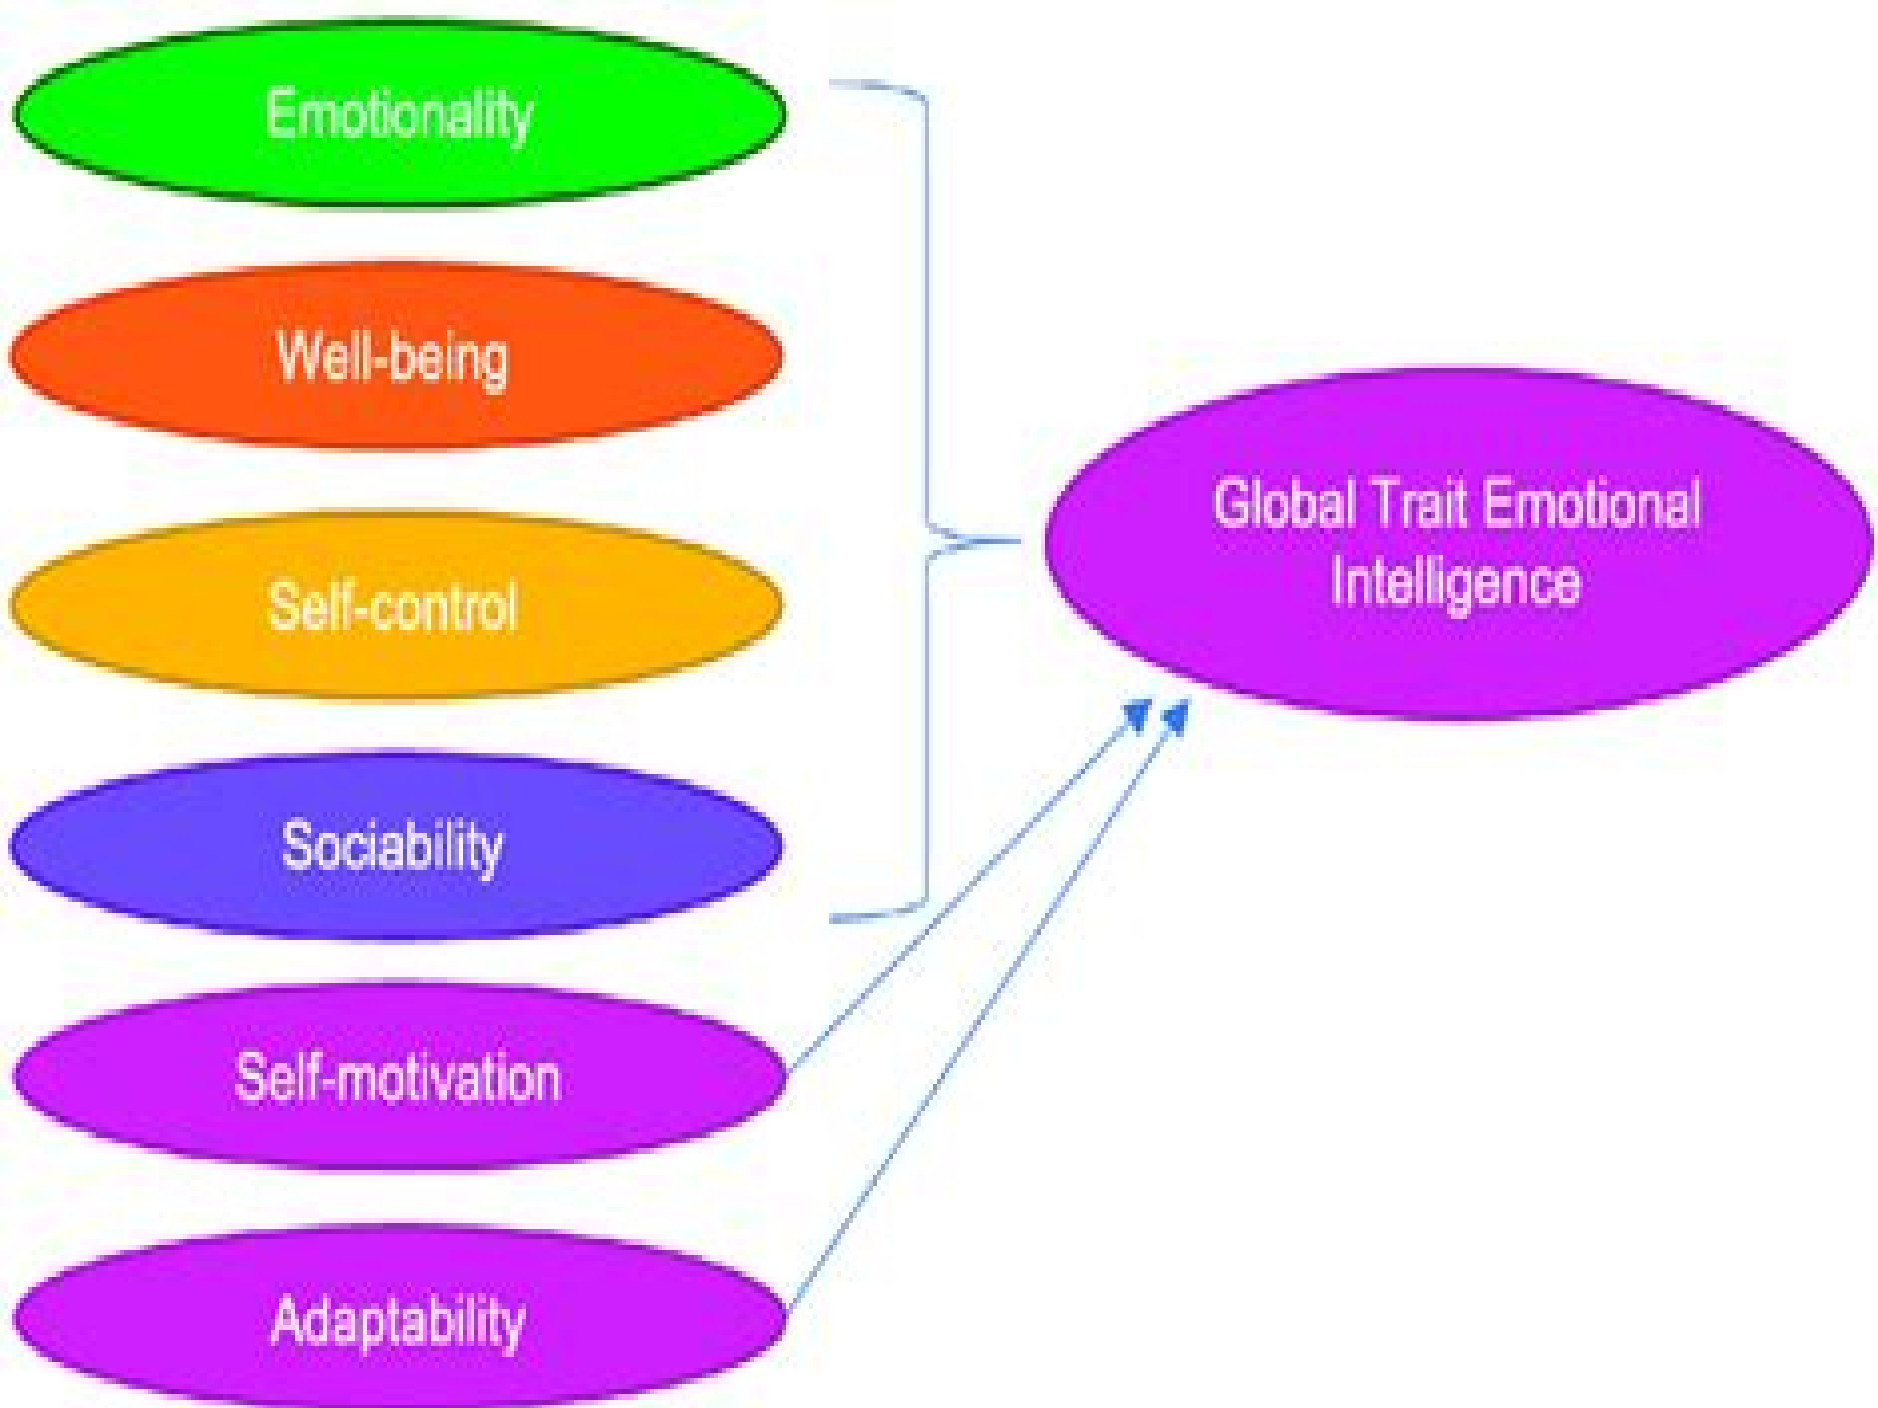 Emotionality
Well-being
Self-control
Sociability
Self-motivation
Adaptability
Global Trait Emotional
Intelligence